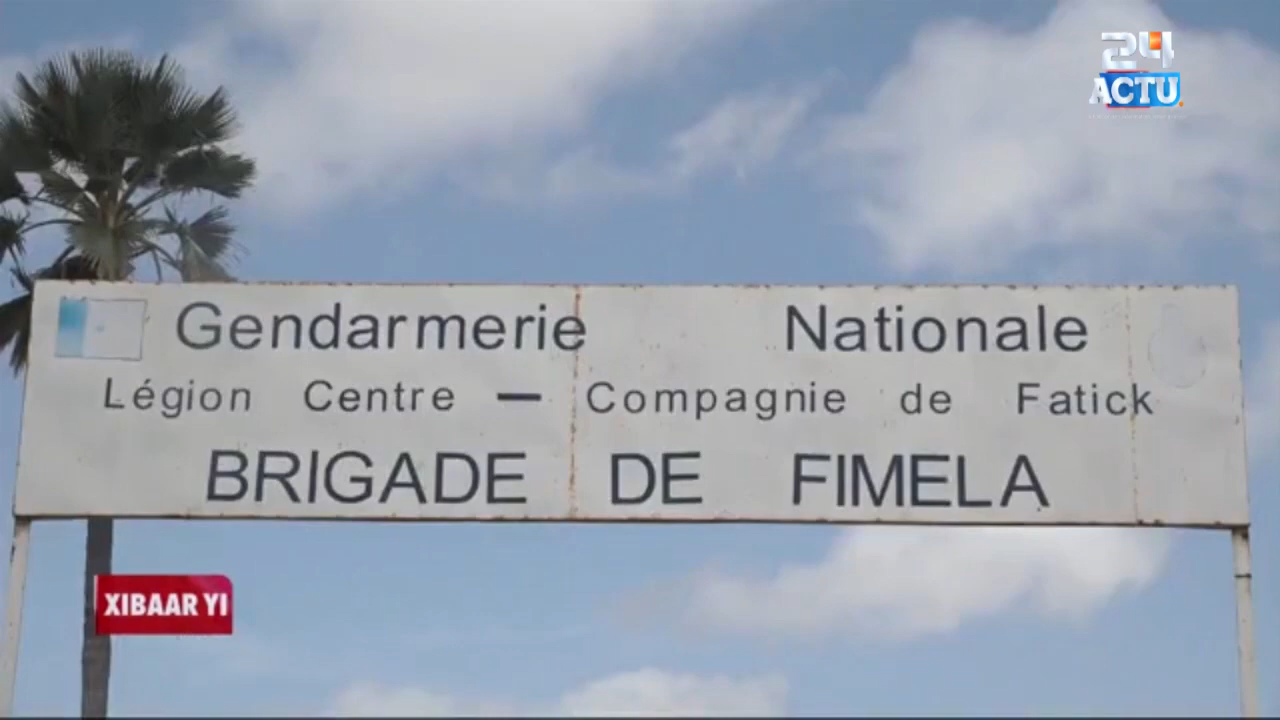 24
ACTU
Gendarmerie Nationale
Légion Centre — Compagnie de Fatick
BRIGADE DE FIMELA
XIBAAR YI